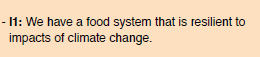 - I1: We have a food system that is resilient to
impacts of climate change.